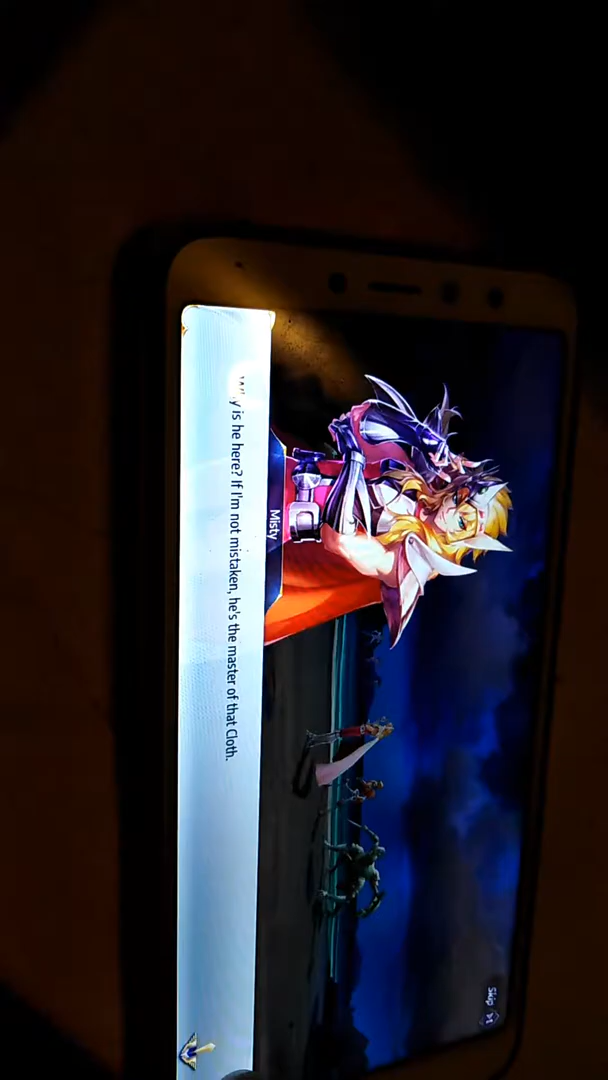 Skip
Misty
is he here? If I'm not mistaken, he's the master of that Cloth.